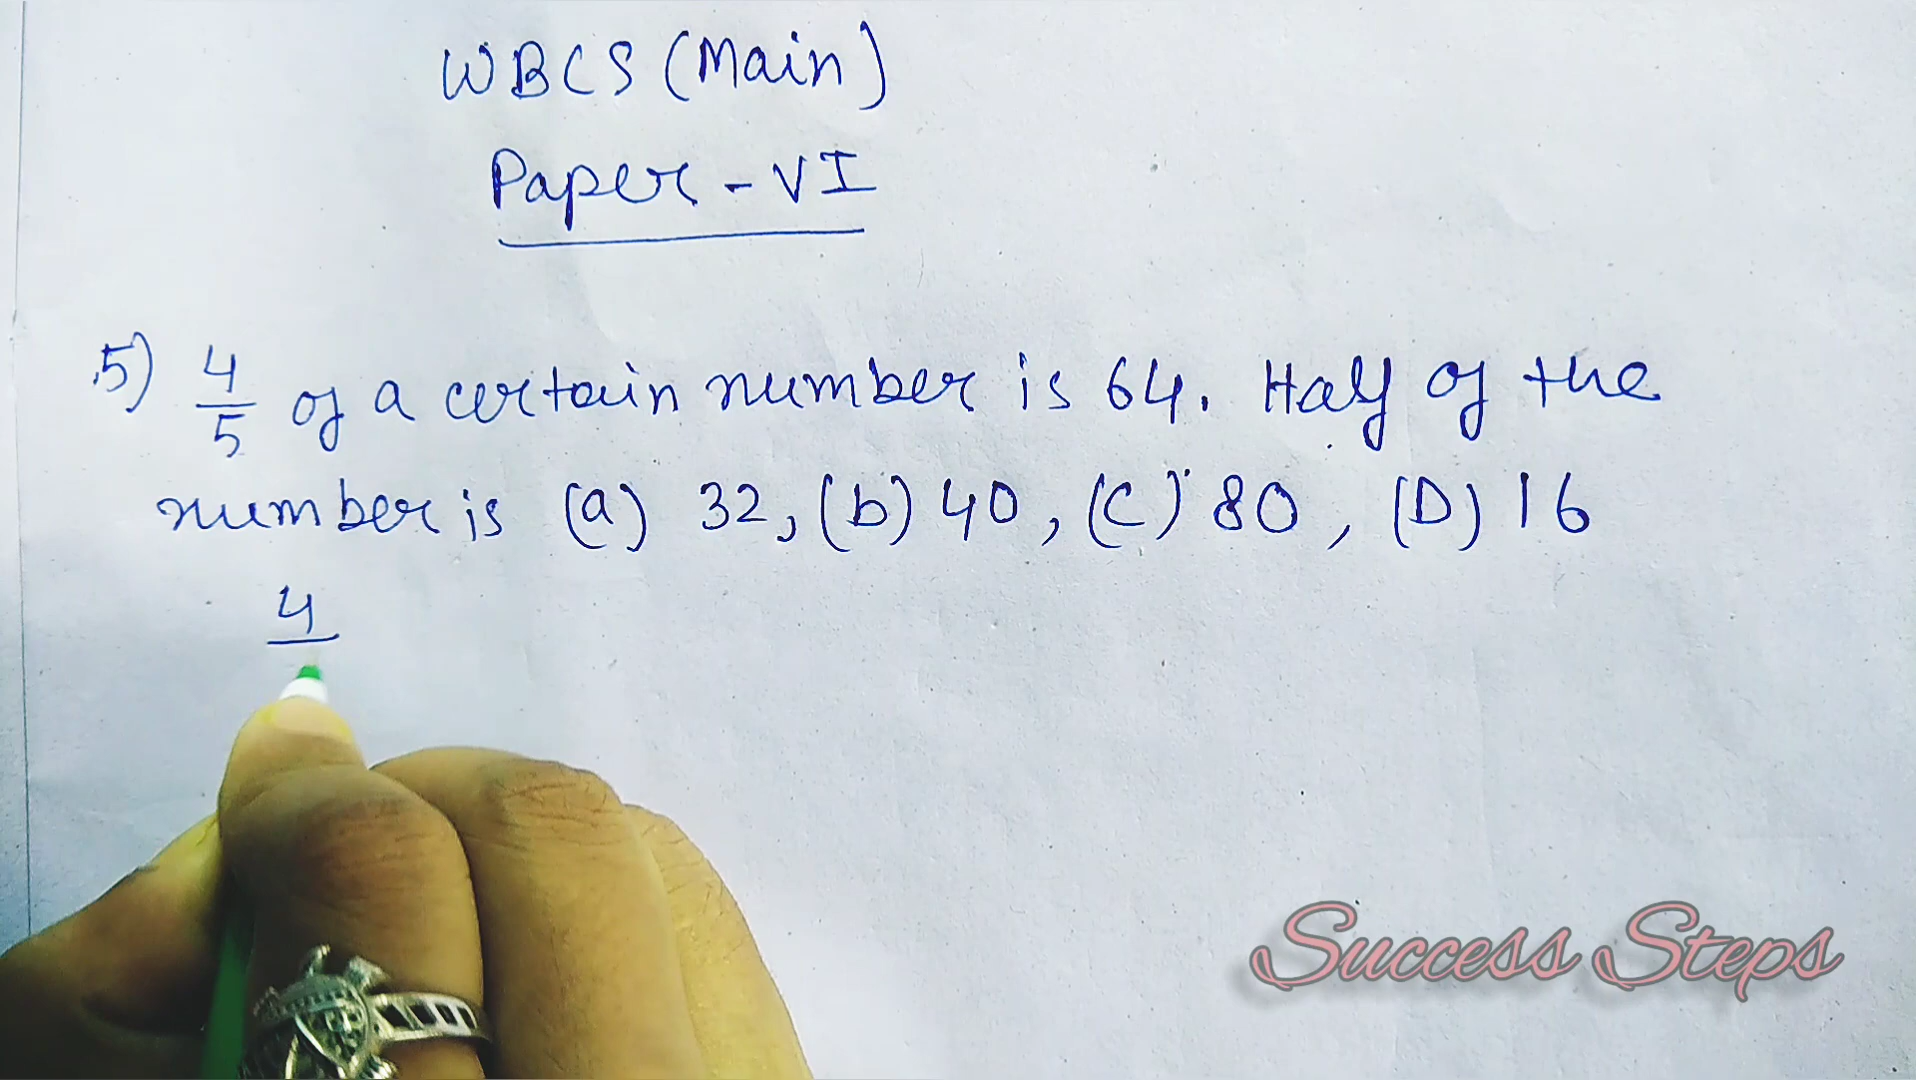 WBCS (Main)
Paper - VI
5) 4/5 of a certain number is 64. Half of the
number is (a) 32, (b) 40, (C) 80, (D) 16
4
Success Steps